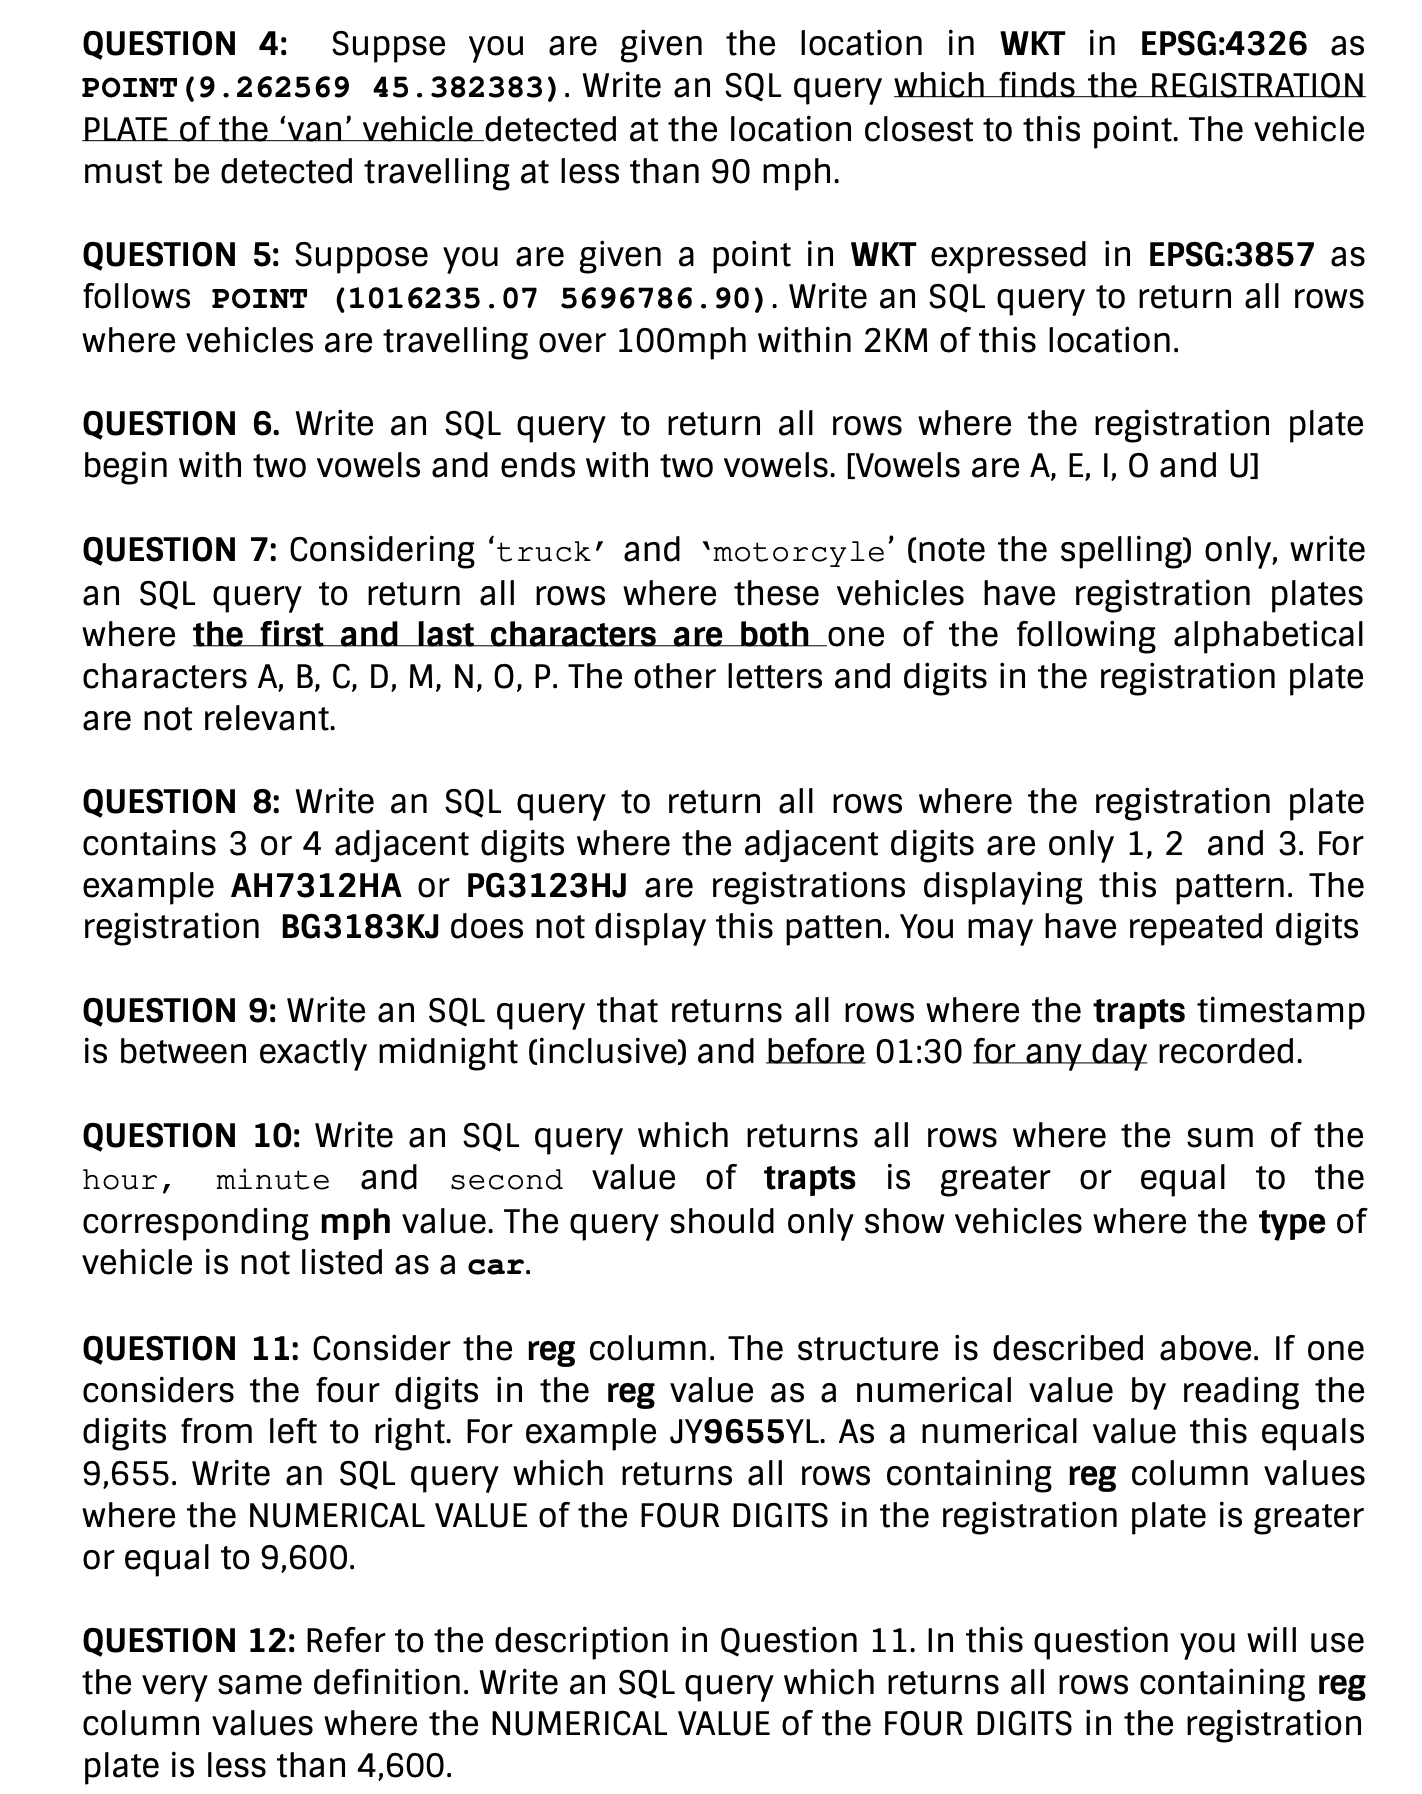 QUESTION 4: Suppse you are given the location in WKT in EPSG:4326 as
POINT(9.262569 45.382383). Write an SQL query which finds the REGISTRATION
PLATE of the ‘van’ vehicle detected at the location closest to this point. The vehicle
must be detected travelling at less than 90 mph.
QUESTION 5: Suppose you are given a point in WKT expressed in EPSG:3857 as
follows POINT (1016235.07 5696786.90). Write an SQL query to return all rows
where vehicles are travelling over 100mph within 2KM of this location.
QUESTION 6. Write an SQL query to return all rows where the registration plate
begin with two vowels and ends with two vowels. [Vowels are A, E, I, O and U]
QUESTION 7: Considering ‘truck’ and ‘motorcyle’ (note the spelling) only, write
an SQL query to return all rows where these vehicles have registration plates
where the first and last characters are both one of the following alphabetical
characters A, B, C, D, M, N, O, P. The other letters and digits in the registration plate
are not relevant.
QUESTION 8: Write an SQL query to return all rows where the registration plate
contains 3 or 4 adjacent digits where the adjacent digits are only 1, 2 and 3. For
example AH7312HA or PG3123HJ are registrations displaying this pattern. The
registration BG3183KJ does not display this patten. You may have repeated digits
QUESTION 9: Write an SQL query that returns all rows where the trapts timestamp
is between exactly midnight (inclusive) and before 01:30 for any day recorded.
QUESTION 10: Write an SQL query which returns all rows where the sum of the
hour, minute and second value of trapts is greater or equal to the
corresponding mph value. The query should only show vehicles where the type of
vehicle is not listed as a car.
QUESTION 11: Consider the reg column. The structure is described above. If one
considers the four digits in the reg value as a numerical value by reading the
digits from left to right. For example JY9655YL. As a numerical value this equals
9,655. Write an SQL query which returns all rows containing reg column values
where the NUMERICAL VALUE of the FOUR DIGITS in the registration plate is greater
or equal to 9,600.
QUESTION 12: Refer to the description in Question 11. In this question you will use
the very same definition. Write an SQL query which returns all rows containing reg
column values where the NUMERICAL VALUE of the FOUR DIGITS in the registration
plate is less than 4,600.